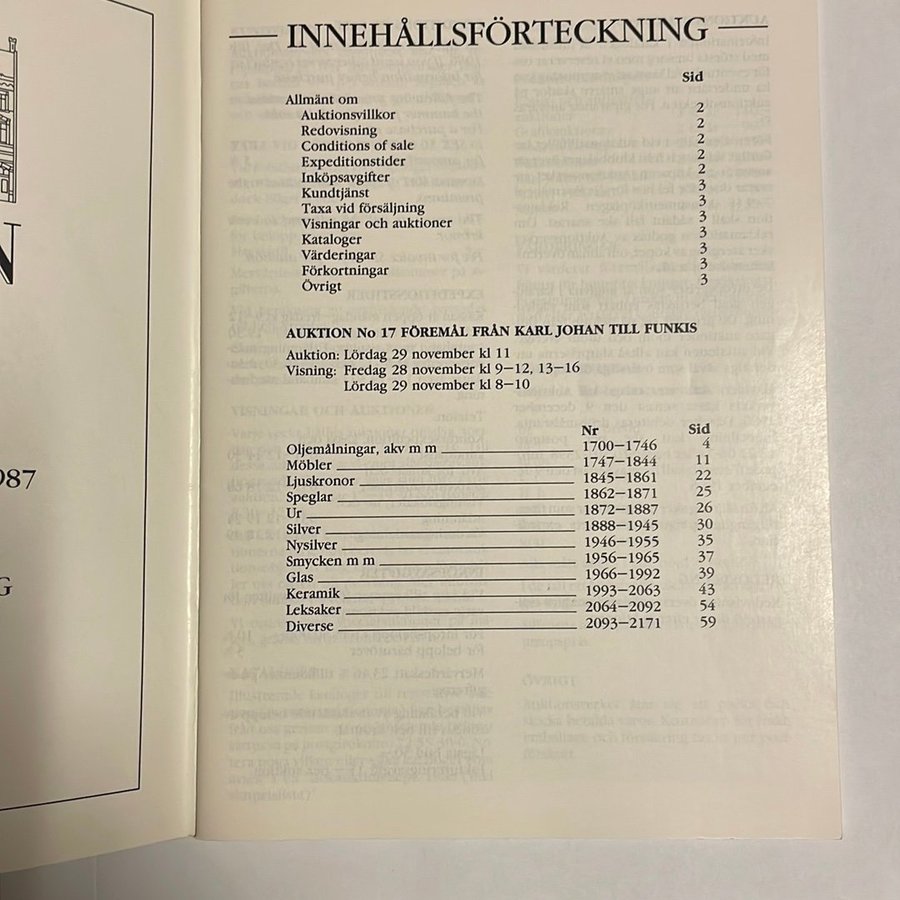 N
987
G
INNEHÅLLSFÖRTECKNING
Sid
Allmänt om
Auktionsvillkor 2
Redovisning 2
Conditions of sale 2
Expeditionstider 2
Inköpsavgifter 2
Kundtjänst 3
Taxa vid försäljning 3
Visningar och auktioner 3
Kataloger 3
Värderingar 3
Förkortningar 3
Övrigt 3
AUKTION No 17 FÖREMÅL FRÅN KARL JOHAN TILL FUNKIS
Auktion: Lördag 29 november kl 11
Visning: Fredag 28 november kl 9–12, 13–16
Lördag 29 november kl 8–10
Nr Sid
Oljemålningar, akv m m 1700–1746 4
Möbler 1747–1844 11
Ljuskronor 1845–1861 22
Speglar 1862–1871 25
Ur 1872–1887 26
Silver 1888–1945 30
Nysilver 1946–1955 35
Smycken m m 1956–1965 37
Glas 1966–1992 39
Keramik 1993–2063 43
Leksaker 2064–2092 54
Diverse 2093–2171 59